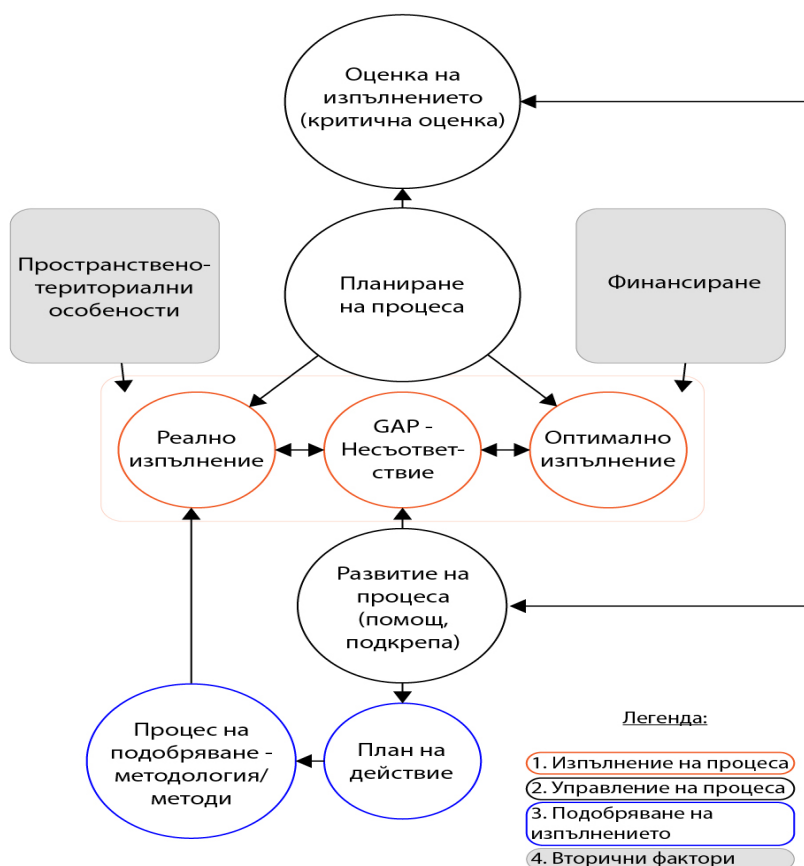 Оценка на
изпълнението
(критична оценка)
Пространствено-
териториални
особености
Планиране
на процеса
Финансиране
Реално
изпълнение
GAP -
Несъответ-
ствие
Оптимално
изпълнение
Развитие на
процеса
(помощ,
подкрепа)
Процес на
подобряване -
методология/
методи
План на
действие
Легенда:
1. Изпълнение на процеса
2. Управление на процеса
3. Подобряване на
изпълнението
4. Вторични фактори